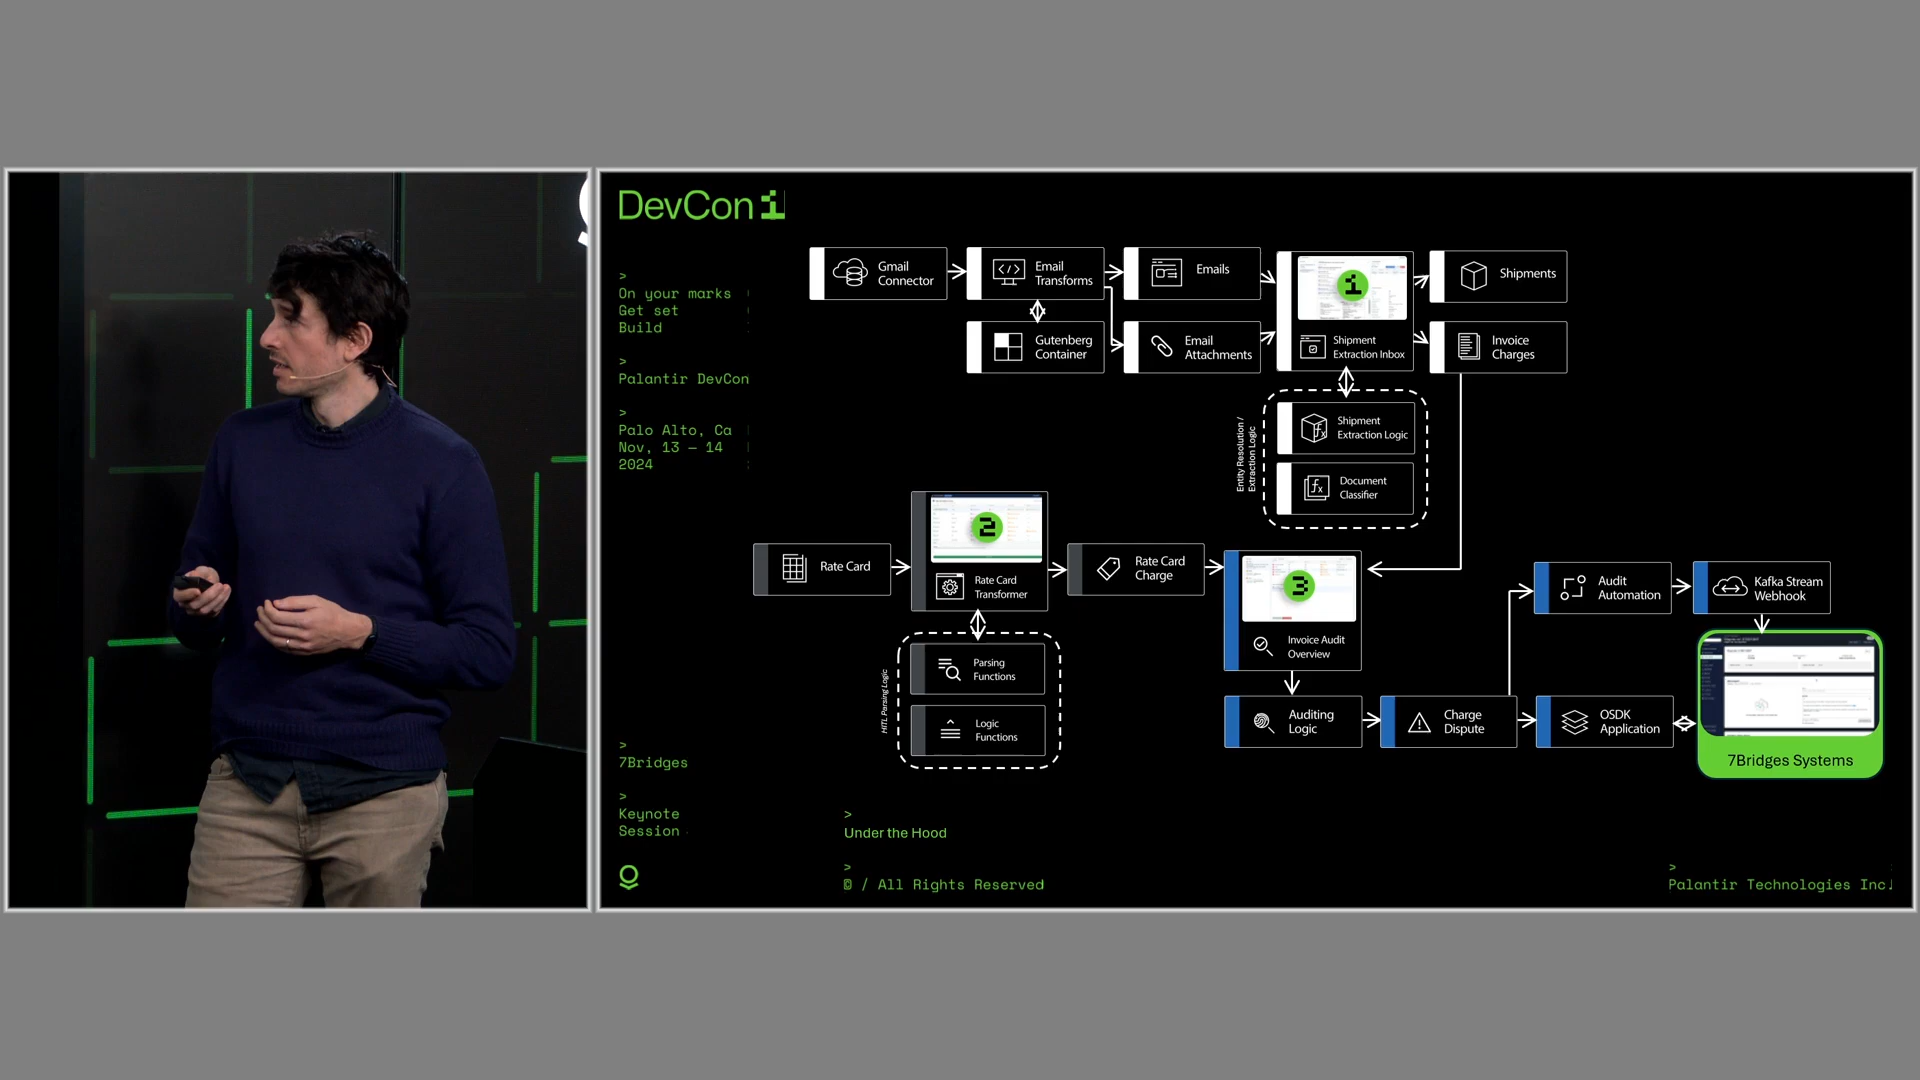 DevCon 1
>
On your marks
Get set
Build
>
Palantir DevCon
>
Palo Alto, Ca
Nov, 13 — 14
2024
>
7Bridges
>
Keynote
Session
Gmail
Connector
Email
Transforms
Emails
Gutenberg
Container
Email
Attachments
1
Shipment
Extraction Inbox
Shipments
Invoice
Charges
Entity Resolution /
Extraction Logic
Shipment
Extraction Logic
Document
Classifier
Rate Card
2
Rate Card
Transformer
Rate Card
Charge
HITL Parsing Logic
Parsing
Functions
Logic
Functions
3
Invoice Audit
Overview
Auditing
Logic
Charge
Dispute
Audit
Automation
Kafka Stream
Webhook
OSDK
Application
7Bridges Systems
>
Under the Hood
>
© / All Rights Reserved
>
Palantir Technologies Inc.